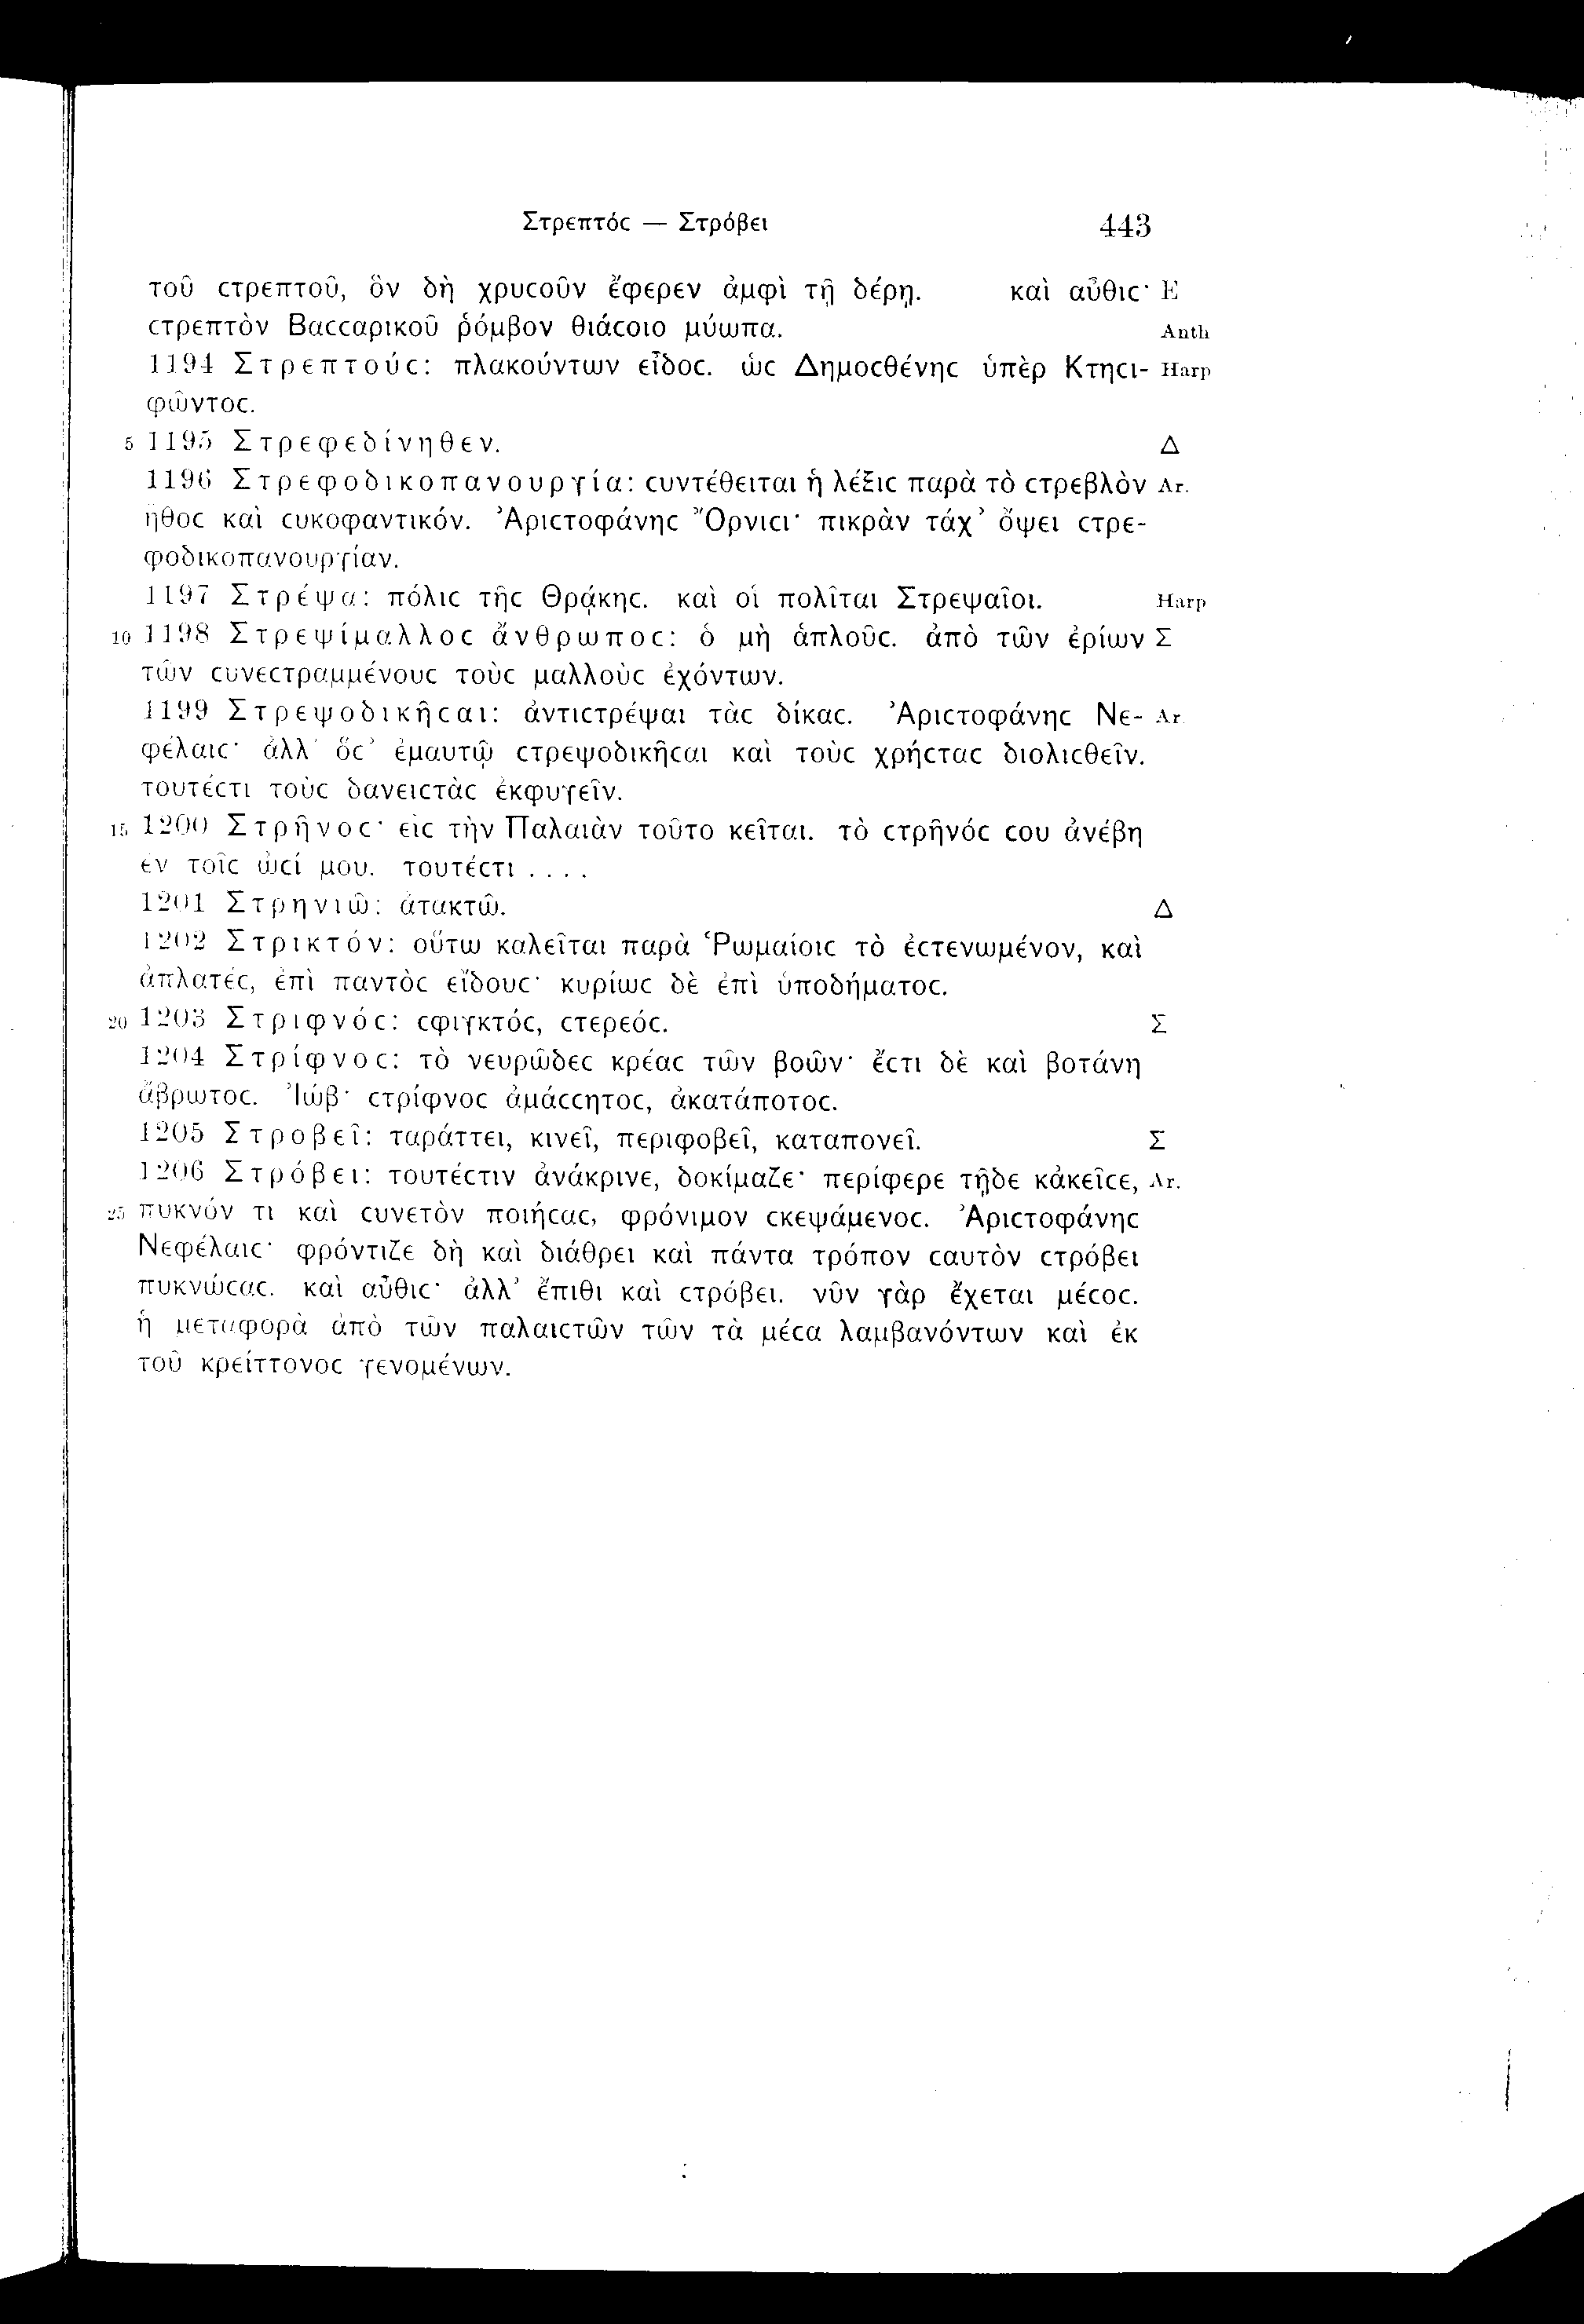 Στρεπτόϲ — Στρόβει 443
τοῦ ϲτρεπτοῦ, ὃν δὴ χρυϲοῦν ἔφερεν ἀμφὶ τῇ δέρῃ. καὶ αὖθιϲ· E
ϲτρεπτὸν Βαϲϲαρικοῦ ῥόμβον θιάϲοιο μύωπα. Anth
1194 Στρεπτούϲ: πλακούντων εἶδοϲ. ὡϲ Δημοϲθένηϲ ὑπὲρ Κτηϲι- Harp
φῶντοϲ.
5 1195 Στρεφεδίνηθεν. Δ
1196 Στρεφοδικοπανουργία: ϲυντέθειται ἡ λέξιϲ παρὰ τὸ ϲτρεβλὸν Ar.
ἦθοϲ καὶ ϲυκοφαντικόν. Ἀριϲτοφάνηϲ Ὄρνιϲι· πικρὰν τάχ’ ὄψει ϲτρε-
φοδικοπανουργίαν.
1197 Στρέψα: πόλιϲ τῆϲ Θρᾴκηϲ. καὶ οἱ πολῖται Στρεψαῖοι. Harp
10 1198 Στρεψίμαλλοϲ ἄνθρωποϲ: ὁ μὴ ἁπλοῦϲ. ἀπὸ τῶν ἐρίων Σ
τῶν ϲυνεϲτραμμένουϲ τοὺϲ μαλλοὺϲ ἐχόντων.
1199 Στρεψοδικῆϲαι: ἀντιϲτρέψαι τὰϲ δίκαϲ. Ἀριϲτοφάνηϲ Νε- Ar.
φέλαιϲ· ἀλλ’ ὅϲ’ ἐμαυτῷ ϲτρεψοδικῆϲαι καὶ τοὺϲ χρήϲταϲ διολιϲθεῖν.
τουτέϲτι τοὺϲ δανειϲτὰϲ ἐκφυγεῖν.
15 1200 Στρῆνοϲ· εἰϲ τὴν Παλαιὰν τοῦτο κεῖται. τὸ ϲτρῆνόϲ ϲου ἀνέβη
ἐν τοῖϲ ὠϲί μου. τουτέϲτι . . . .
1201 Στρηνιῶ: ἀτακτῶ. Δ
1202 Στρικτόν: οὕτω καλεῖται παρὰ Ῥωμαίοιϲ τὸ ἐϲτενωμένον, καὶ
ἀπλατέϲ, ἐπὶ παντὸϲ εἴδουϲ· κυρίωϲ δὲ ἐπὶ ὑποδήματοϲ.
20 1203 Στριφνόϲ: ϲφιγκτόϲ, ϲτερεόϲ. Σ
1204 Στρίφνοϲ: τὸ νευρῶδεϲ κρέαϲ τῶν βοῶν· ἔϲτι δὲ καὶ βοτάνη
ἄβρωτοϲ. Ἰώβ· ϲτρίφνοϲ ἀμάϲϲητοϲ, ἀκατάποτοϲ.
1205 Στροβεῖ: ταράττει, κινεῖ, περιφοβεῖ, καταπονεῖ. Σ
1206 Στρόβει: τουτέϲτιν ἀνάκρινε, δοκίμαζε· περίφερε τῇδε κἀκεῖϲε, Ar.
25 πυκνόν τι καὶ ϲυνετὸν ποιήϲαϲ, φρόνιμον ϲκεψάμενοϲ. Ἀριϲτοφάνηϲ
Νεφέλαιϲ· φρόντιζε δὴ καὶ διάθρει καὶ πάντα τρόπον ϲαυτὸν ϲτρόβει
πυκνώϲαϲ. καὶ αὖθιϲ· ἀλλ’ ἔπιθι καὶ ϲτρόβει. νῦν γὰρ ἔχεται μέϲοϲ.
ἡ μεταφορὰ ἀπὸ τῶν παλαιϲτῶν τῶν τὰ μέϲα λαμβανόντων καὶ ἐκ
τοῦ κρείττονοϲ γενομένων.